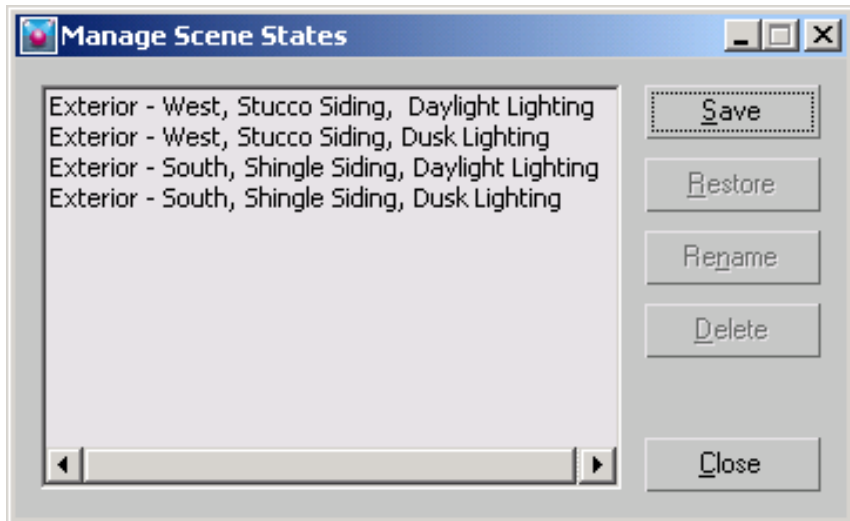 Manage Scene States
Exterior - West, Stucco Siding,  Daylight Lighting
Exterior - West, Stucco Siding, Dusk Lighting
Exterior - South, Shingle Siding, Daylight Lighting
Exterior - South, Shingle Siding, Dusk Lighting
Save
Restore
Rename
Delete
Close